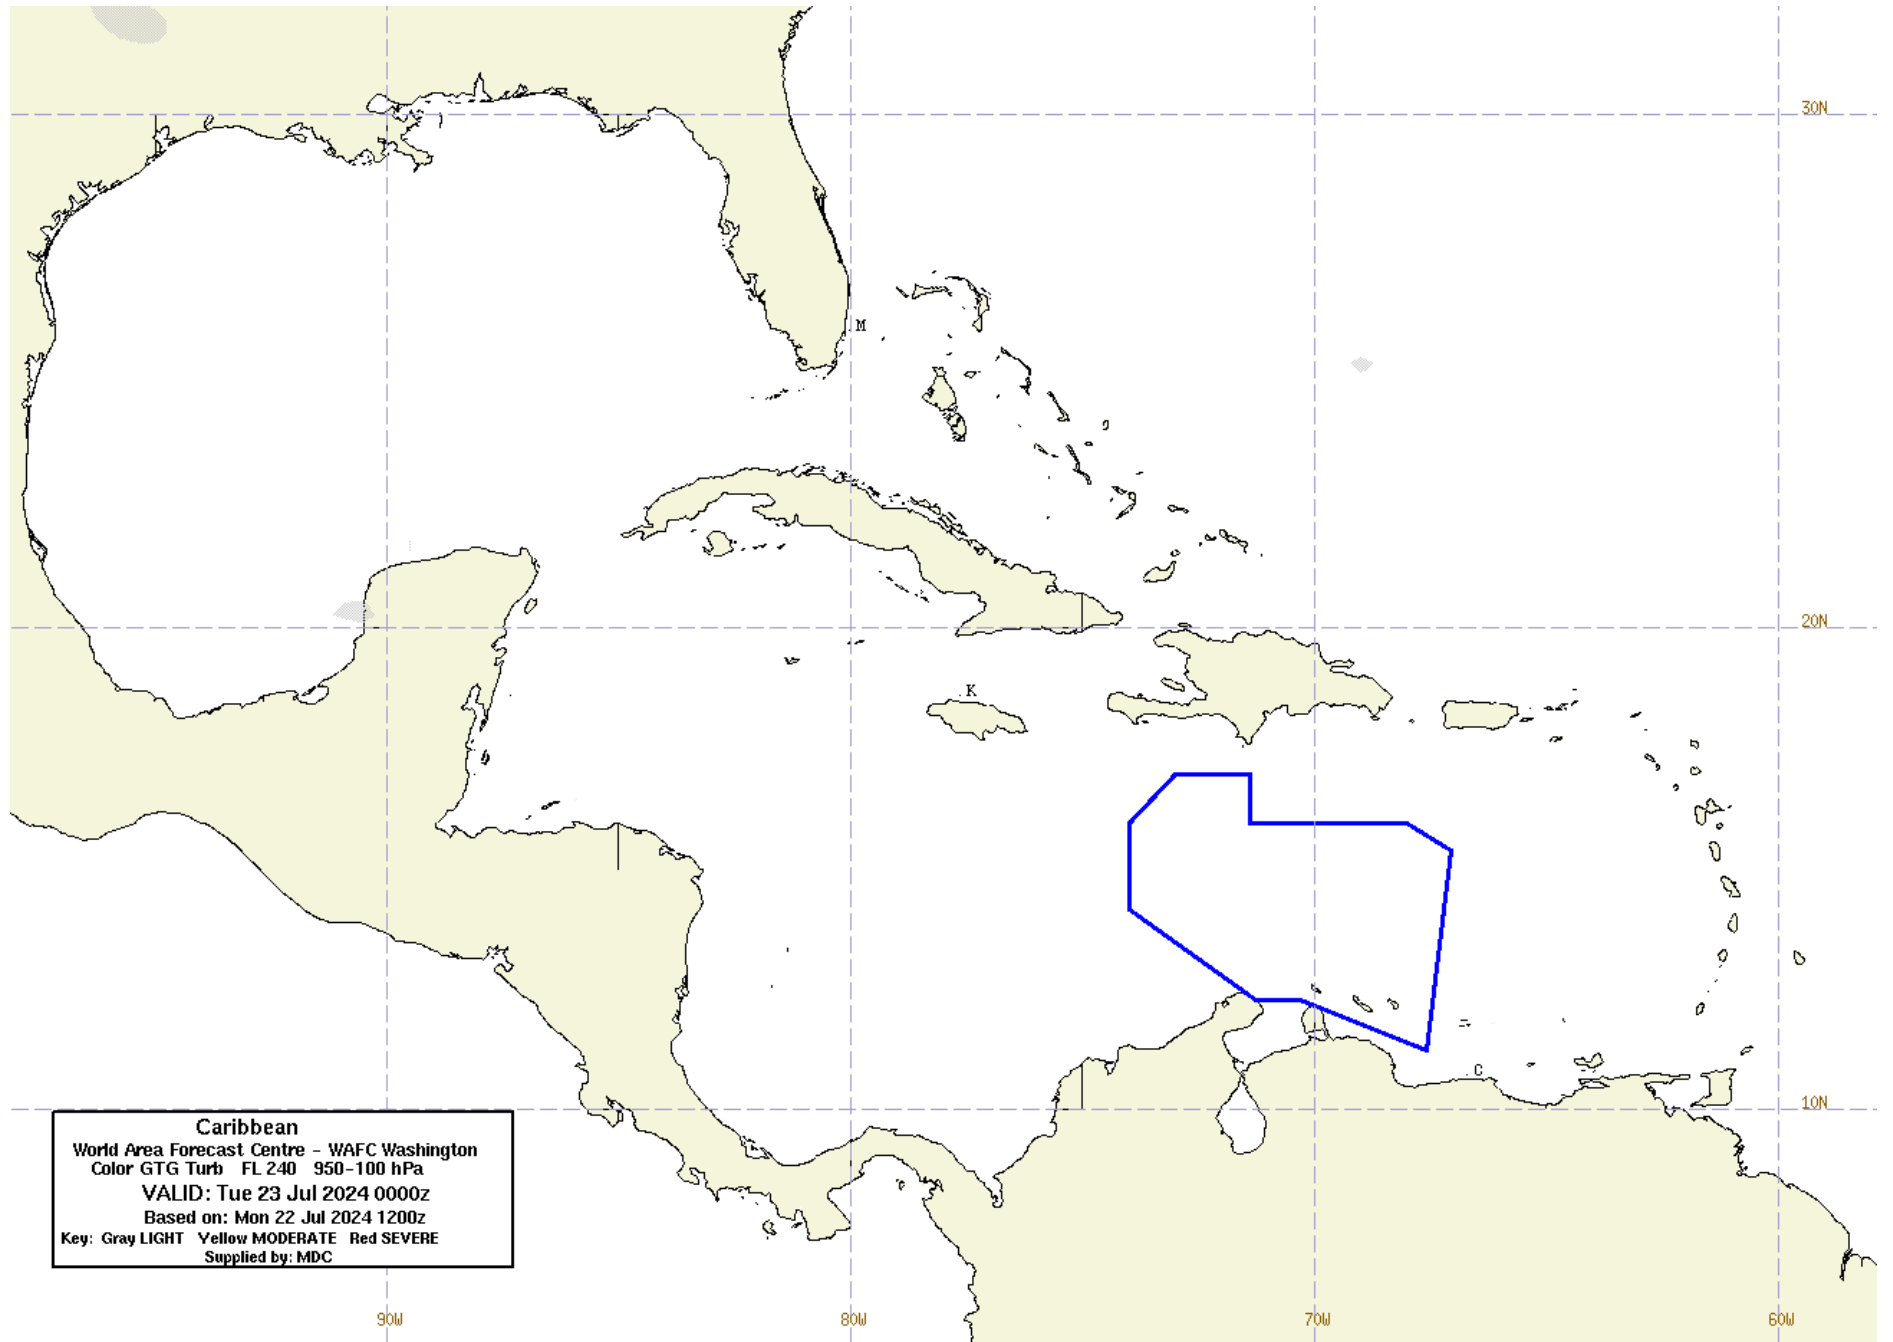 30N
M
20N
K
C
10N
Caribbean
World Area Forecast Centre - WAFC Washington
Color GTG Turb FL 240 950-100 hPa
VALID: Tue 23 Jul 2024 0000z
Based on: Mon 22 Jul 2024 1200z
Key: Gray LIGHT Yellow MODERATE Red SEVERE
Supplied by: MDC
90W
80W
70W
60W